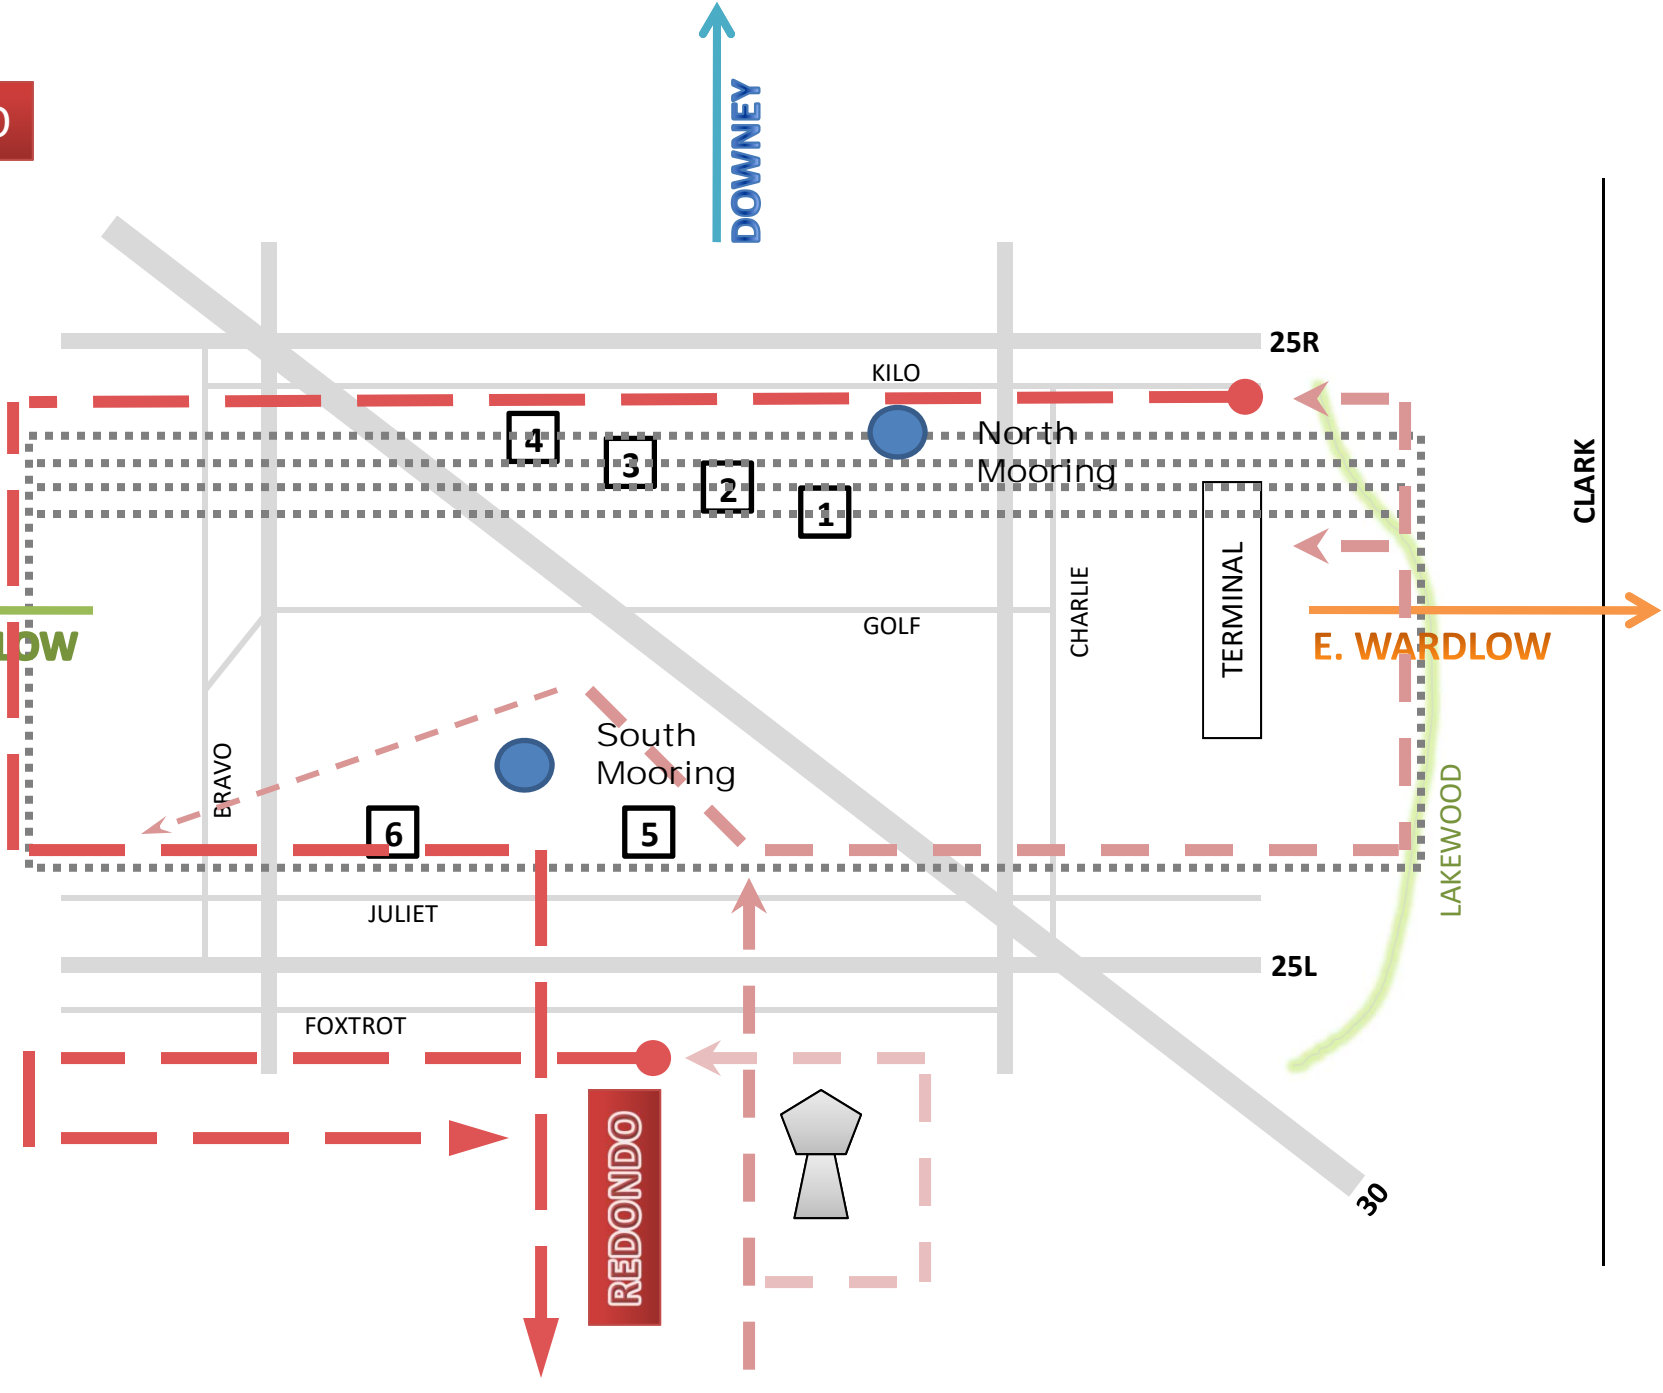 DOWNEY
O
25R
KILO
4
North
3
Mooring
2
1
CLARK
TERMINAL
CHARLIE
GOLF
LOW
E. WARDLOW
South
Mooring
BRAVO
6
5
LAKEWOOD
JULIET
25L
FOXTROT
REDONDO
30